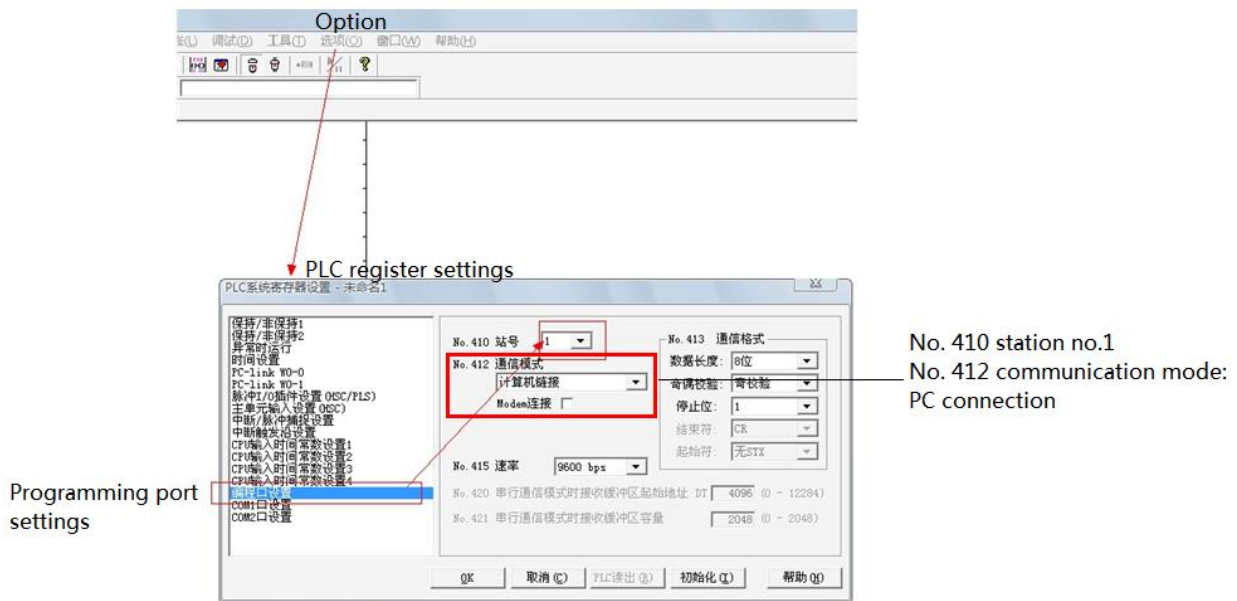 Option
(L) 调试(D) 工具(T) 选项(O) 窗口(W) 帮助(H)
PLC register settings
PLC系统寄存器设置 - 未命名1
保持/非保持1
保持/非保持2
异常时运行
时间设置
PC-link W0-0
PC-link W0-1
脉冲I/O插件设置(HSC/PLS)
主单元输入设置(HSC)
中断/脉冲捕捉设置
中断触发沿设置
CPU输入时间常数设置1
CPU输入时间常数设置2
CPU输入时间常数设置3
CPU输入时间常数设置4
编程口设置
COM1口设置
COM2口设置
No.410 站号 1
No.412 通信模式
计算机链接
Modem连接
No.413 通信格式
数据长度: 8位
奇偶校验: 奇校验
停止位: 1
结束符: CR
起始符: 无STX
No.415 速率 9600 bps
No.420 串行通信模式时接收缓冲区起始地址 DT 4096 (0 - 12284)
No.421 串行通信模式时接收缓冲区容量 2048 (0 - 2048)
OK 取消(C) PLC读出(R) 初始化(I) 帮助(H)
Programming port
settings
No. 410 station no.1
No. 412 communication mode:
PC connection